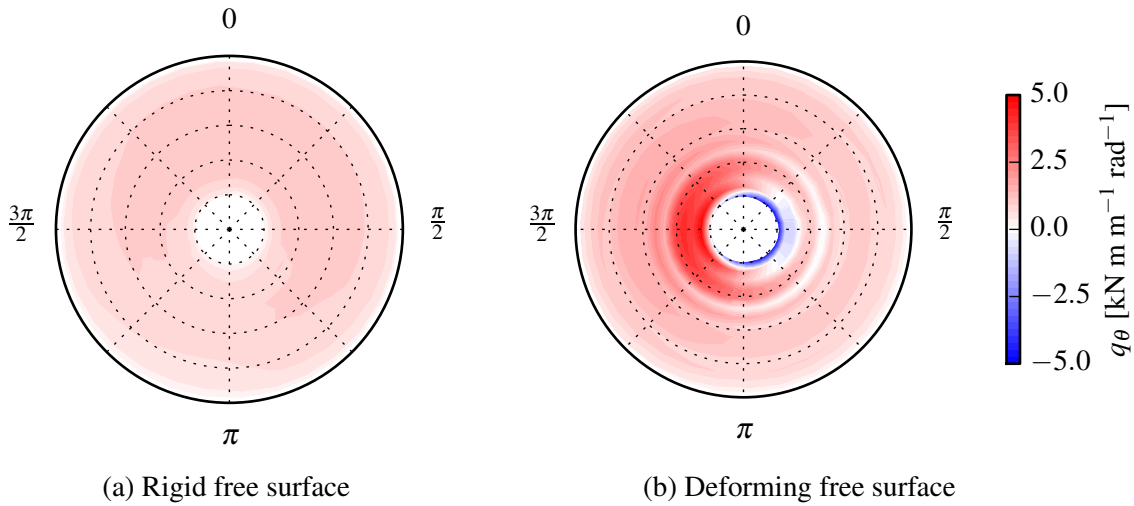 0
3π/2
π/2
π
(a) Rigid free surface
0
3π/2
π/2
π
(b) Deforming free surface
5.0
2.5
0.0
−2.5
−5.0
q_θ [kN m m⁻¹ rad⁻¹]